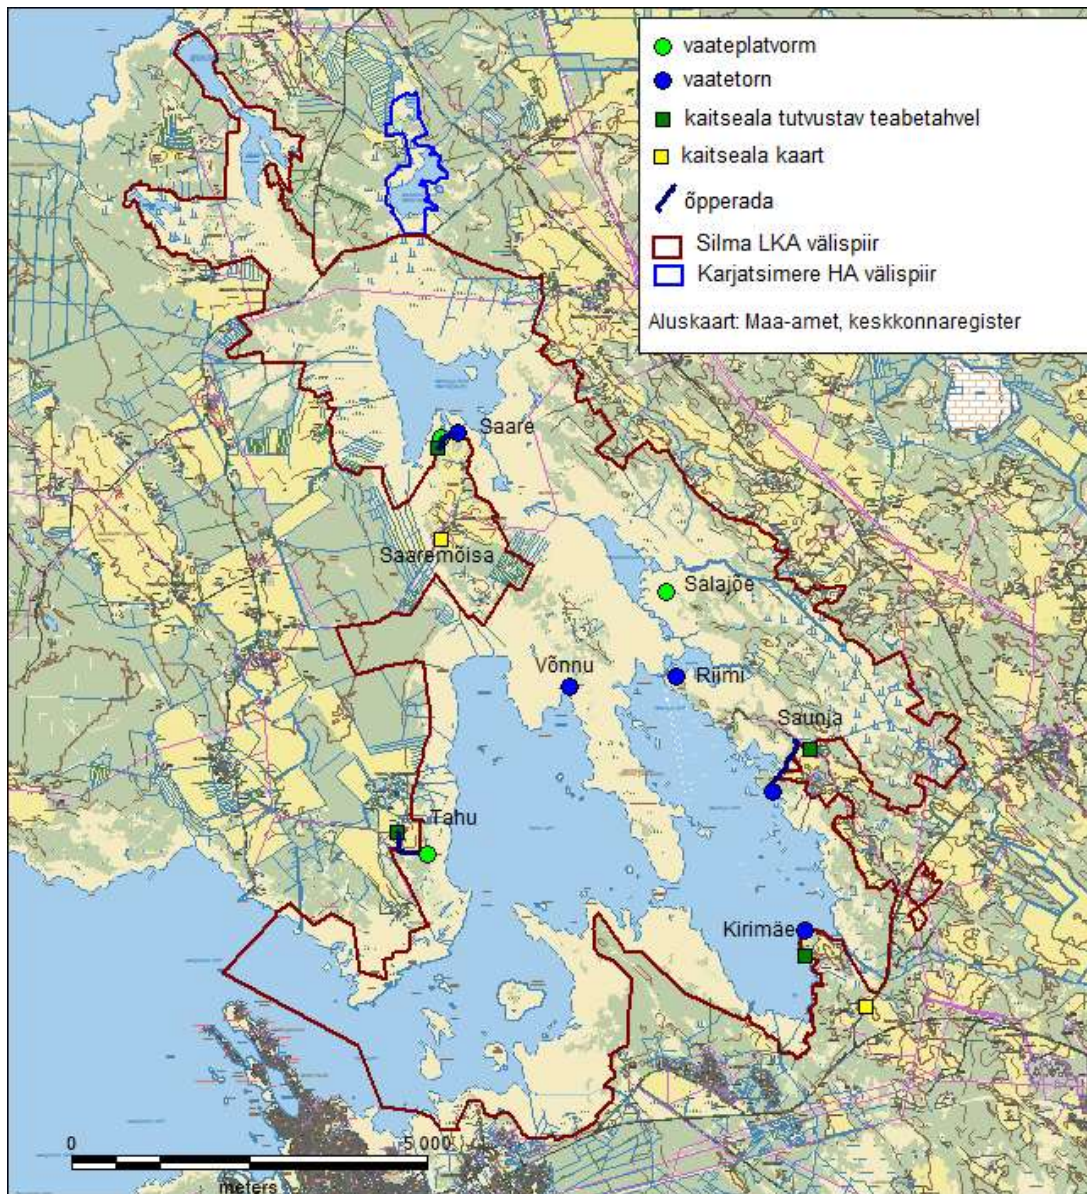 vaateplatvorm
vaatetorn
kaitseala tutvustav teabetahvel
kaitseala kaart
õpperada
Silma LKA välispiir
Karjatsimere HA välispiir
Aluskaart: Maa-amet, keskkonnaregister
Saare
Saaremõisa
Salajõe
Võnnu
Riimi
Saunja
Tahu
Kirimäe
0 5 000
meters